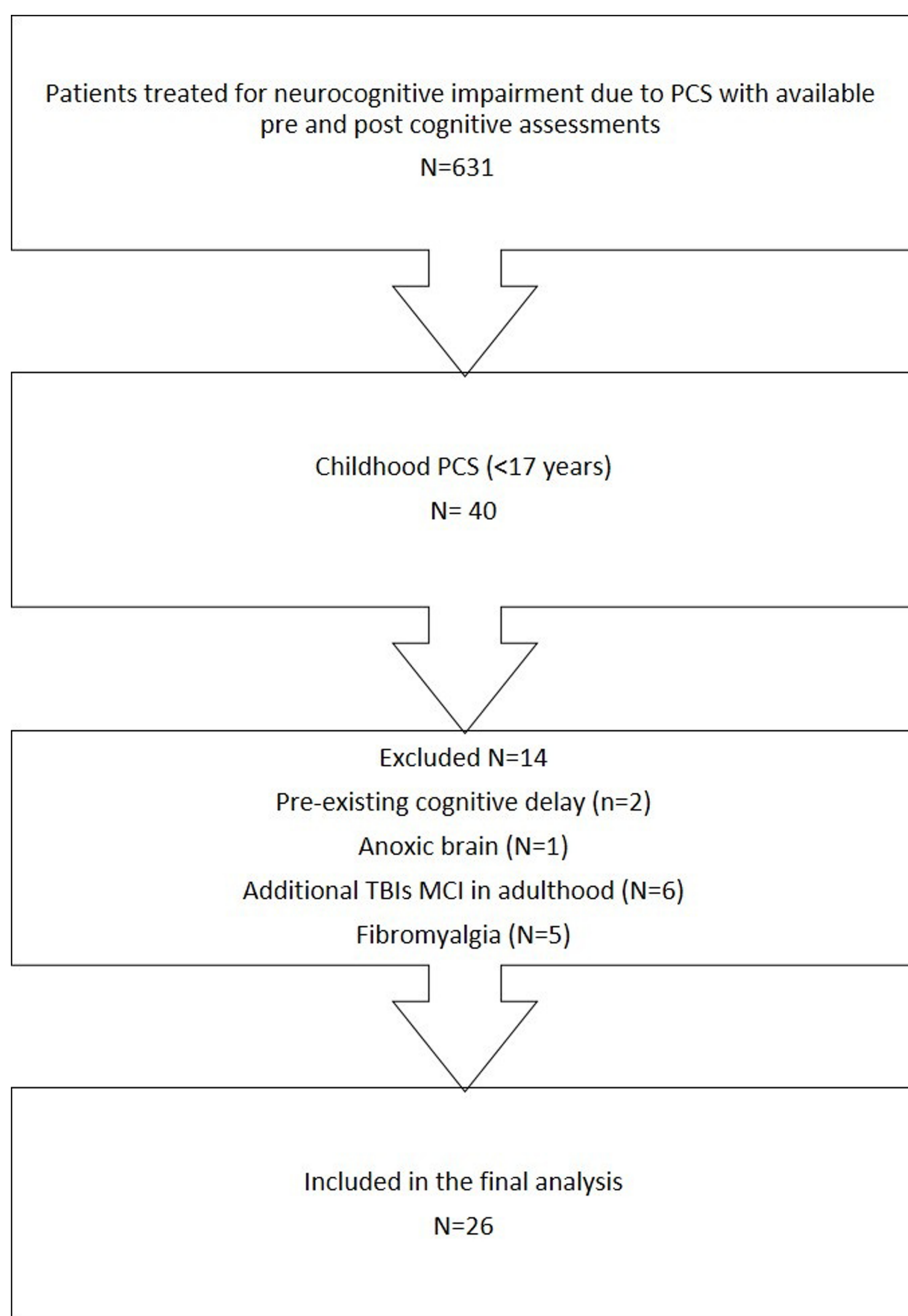 Patients treated for neurocognitive impairment due to PCS with available
pre and post cognitive assessments
N=631
Childhood PCS (<17 years)
N= 40
Excluded N=14
Pre-existing cognitive delay (n=2)
Anoxic brain (N=1)
Additional TBIs MCI in adulthood (N=6)
Fibromyalgia (N=5)
Included in the final analysis
N=26